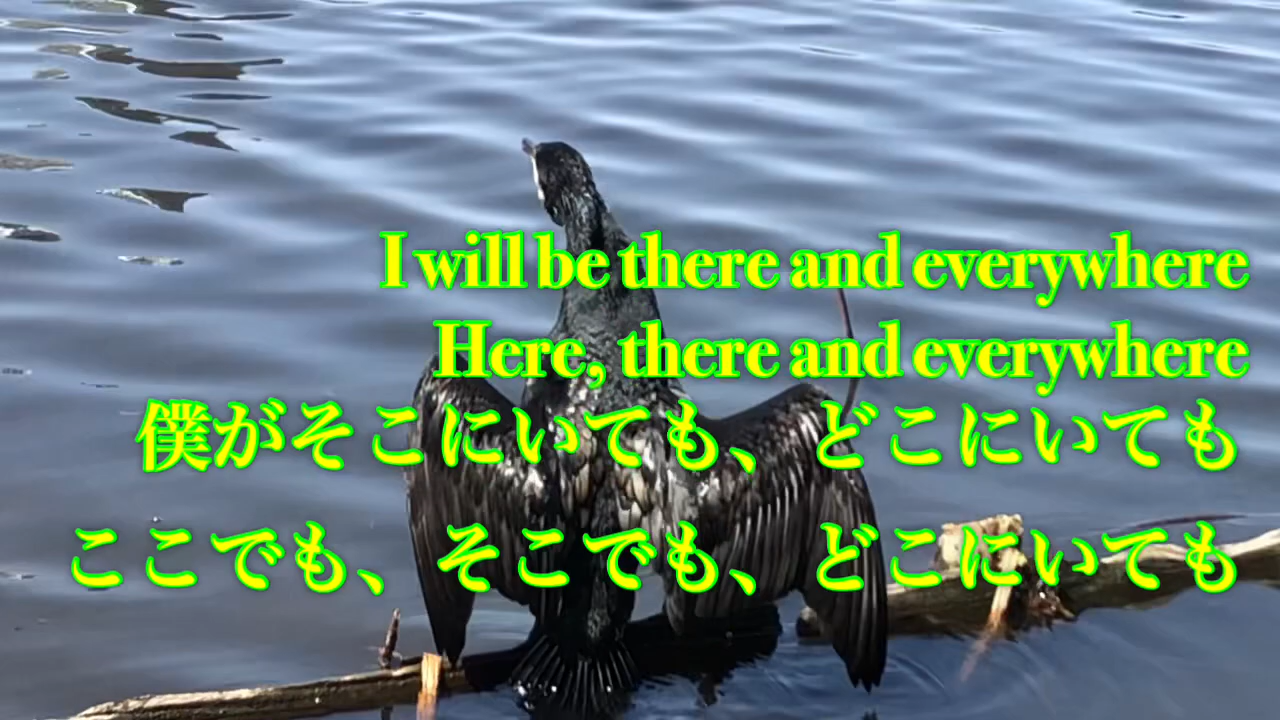 I will be there and everywhere
Here, there and everywhere
僕がそこにいても、どこにいても
ここでも、そこでも、どこにいても